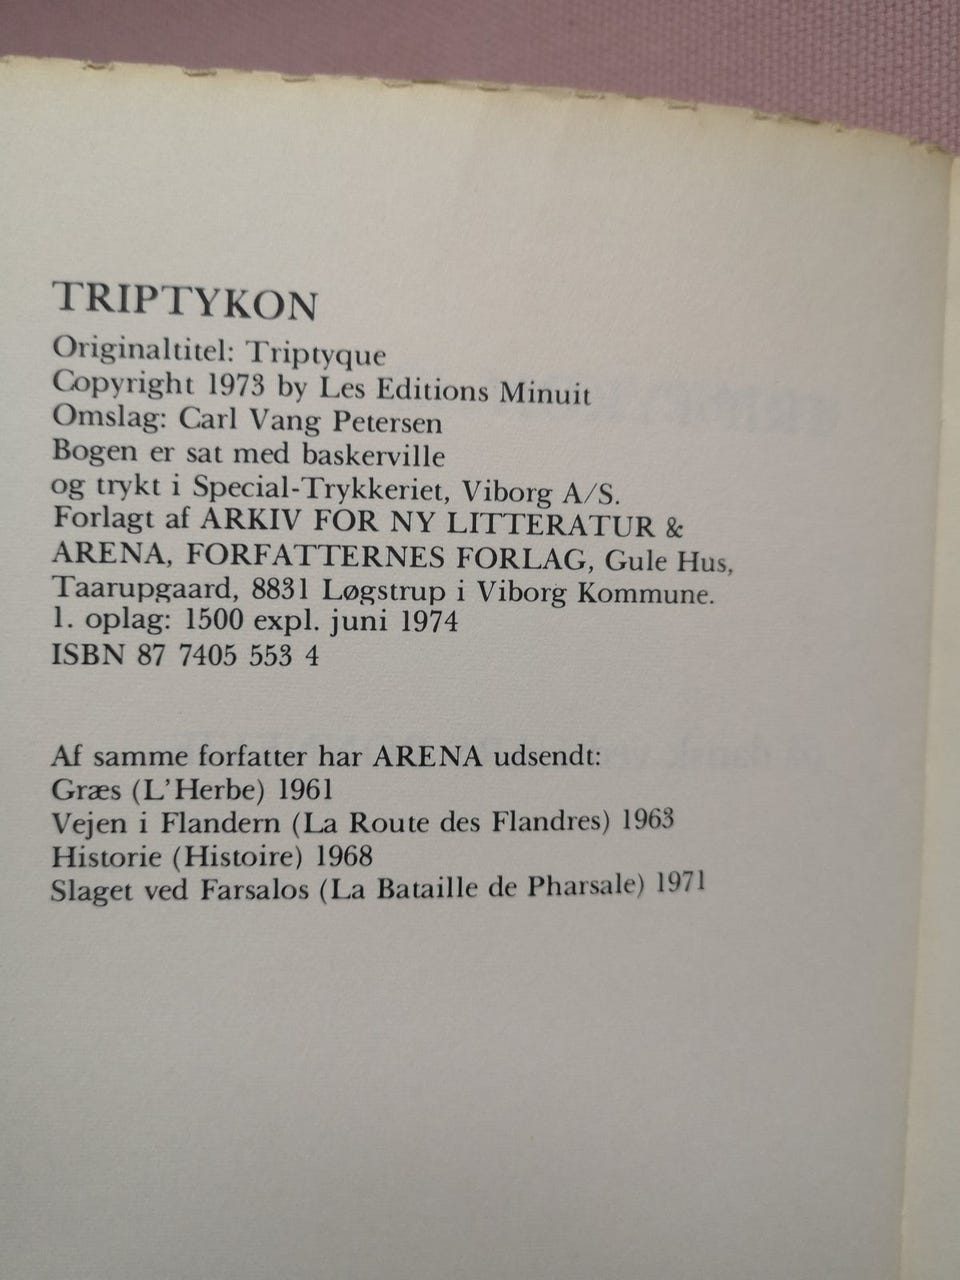 TRIPTYKON
Originaltitel: Triptyque
Copyright 1973 by Les Editions Minuit
Omslag: Carl Vang Petersen
Bogen er sat med baskerville
og trykt i Special-Trykkeriet, Viborg A/S.
Forlagt af ARKIV FOR NY LITTERATUR &
ARENA, FORFATTERNES FORLAG, Gule Hus,
Taarupgaard, 8831 Løgstrup i Viborg Kommune.
1. oplag: 1500 expl. juni 1974
ISBN 87 7405 553 4
Af samme forfatter har ARENA udsendt:
Græs (L'Herbe) 1961
Vejen i Flandern (La Route des Flandres) 1963
Historie (Histoire) 1968
Slaget ved Farsalos (La Bataille de Pharsale) 1971